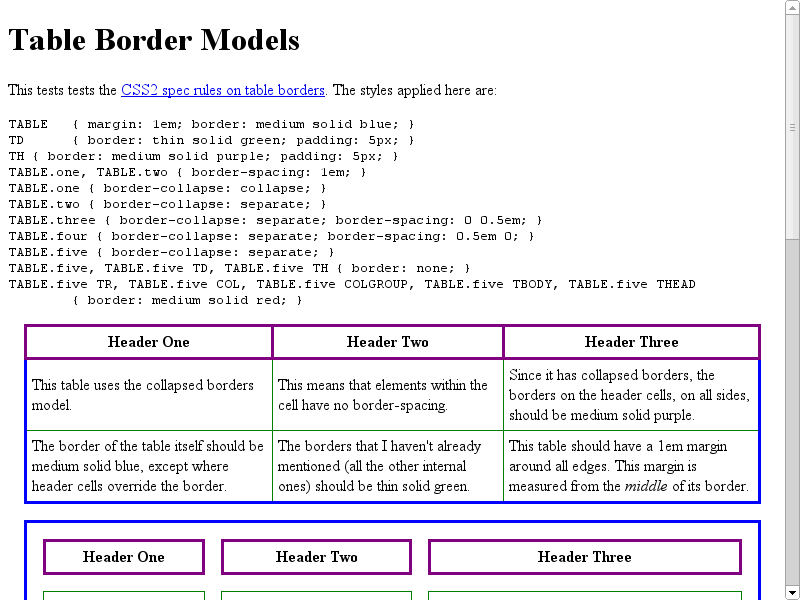 Table Border Models
This tests tests the CSS2 spec rules on table borders. The styles applied here are:
TABLE   { margin: 1em; border: medium solid blue; }
TD      { border: thin solid green; padding: 5px; }
TH { border: medium solid purple; padding: 5px; }
TABLE.one, TABLE.two { border-spacing: 1em; }
TABLE.one { border-collapse: collapse; }
TABLE.two { border-collapse: separate; }
TABLE.three { border-collapse: separate; border-spacing: 0 0.5em; }
TABLE.four { border-collapse: separate; border-spacing: 0.5em 0; }
TABLE.five { border-collapse: separate; }
TABLE.five, TABLE.five TD, TABLE.five TH { border: none; }
TABLE.five TR, TABLE.five COL, TABLE.five COLGROUP, TABLE.five TBODY, TABLE.five THEAD
        { border: medium solid red; }
Header One
Header Two
Header Three
This table uses the collapsed borders
model.
This means that elements within the
cell have no border-spacing.
Since it has collapsed borders, the
borders on the header cells, on all sides,
should be medium solid purple.
The border of the table itself should be
medium solid blue, except where
header cells override the border.
The borders that I haven't already
mentioned (all the other internal
ones) should be thin solid green.
This table should have a 1em margin
around all edges. This margin is
measured from the middle of its border.
Header One
Header Two
Header Three